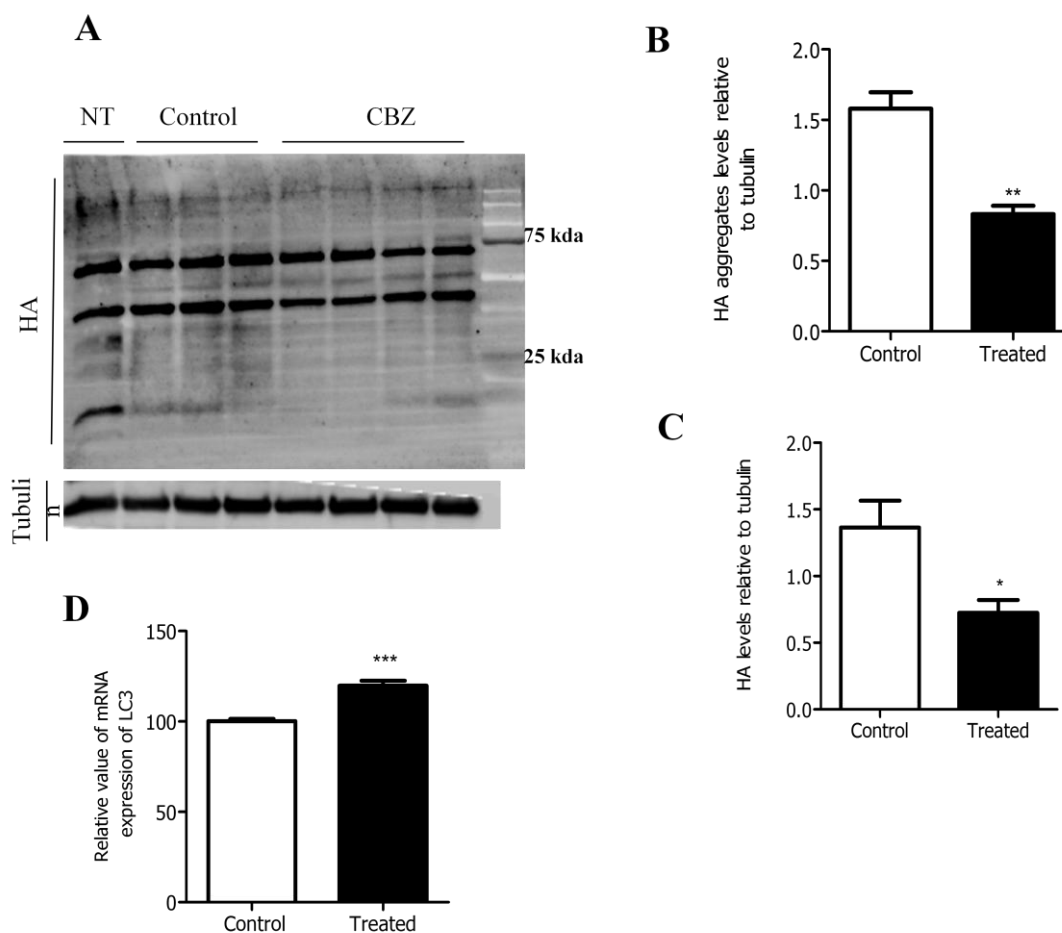 A
NT Control CBZ
HA
75 kda
25 kda
Tubuli
n
B
HA aggregates levels relative
to tubulin
2.0
1.5
1.0
0.5
0.0
**
Control Treated
C
HA levels relative to tubulin
2.0
1.5
1.0
0.5
0.0
*
Control Treated
D
Relative value of mRNA
expression of LC3
150
100
50
0
***
Control Treated